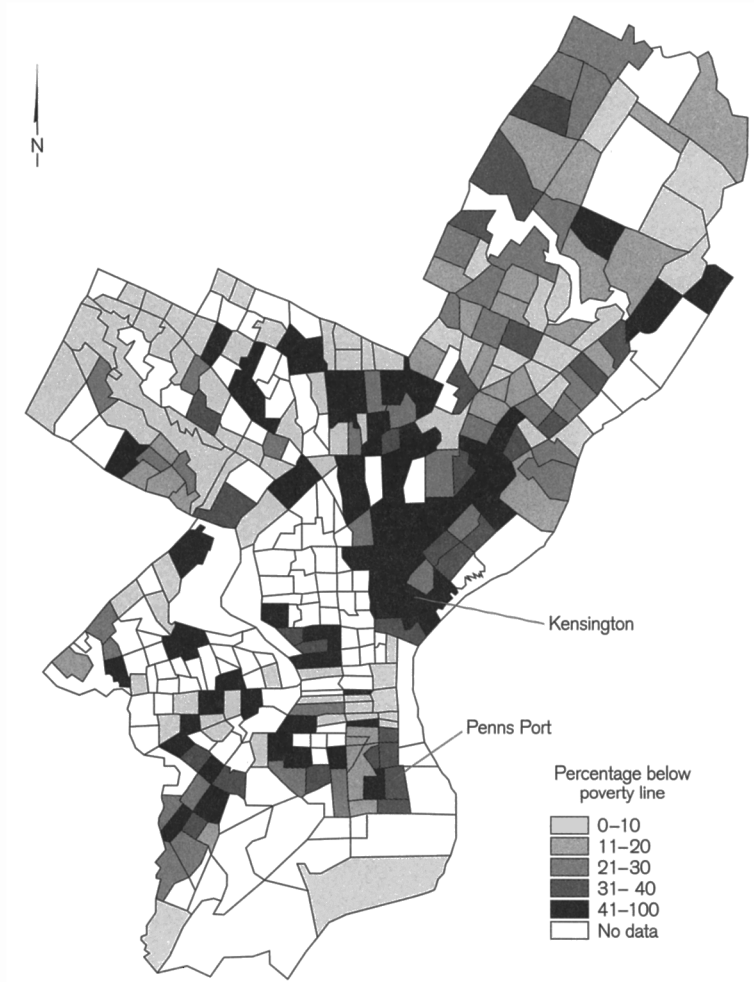 N
Kensington
Penns Port
Percentage below
poverty line
0–10
11–20
21–30
31– 40
41–100
No data